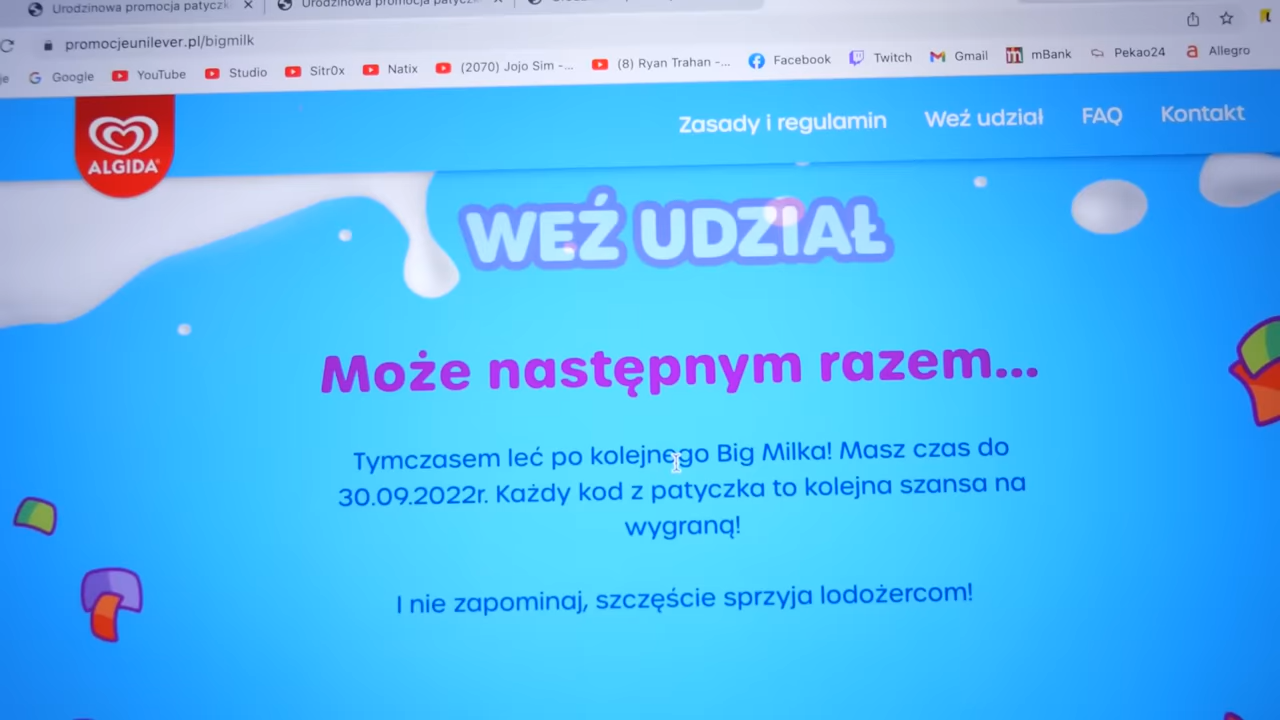 Urodzinowa promocja patyczk
Urodzinowa promocja patyczk
promocjeunilever.pl/bigmilk
je Google YouTube Studio Sitr0x Natix (2070) Jojo Sim -... (8) Ryan Trahan -... Facebook Twitch Gmail mBank Pekao24 Allegro
ALGIDA
Zasady i regulamin Weź udział FAQ Kontakt
WEŹ UDZIAŁ
Może następnym razem...
Tymczasem leć po kolejnego Big Milka! Masz czas do
30.09.2022r. Każdy kod z patyczka to kolejna szansa na
wygraną!
I nie zapominaj, szczęście sprzyja lodożercom!